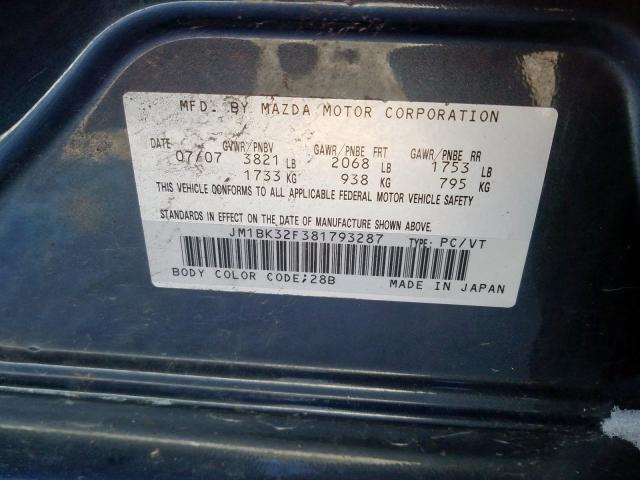 MFD. BY MAZDA MOTOR CORPORATION
DATE GVWR/PNBV GAWR/PNBE FRT GAWR/PNBE RR
07/07 3821 LB 2068 LB 1753 LB
1733 KG 938 KG 795 KG
THIS VEHICLE CONFORMS TO ALL APPLICABLE FEDERAL MOTOR VEHICLE SAFETY
STANDARDS IN EFFECT ON THE DATE OF MANUFACTURE SHOWN ABOVE.
JM1BK32F381793287 TYPE: PC/VT
BODY COLOR CODE;28B MADE IN JAPAN